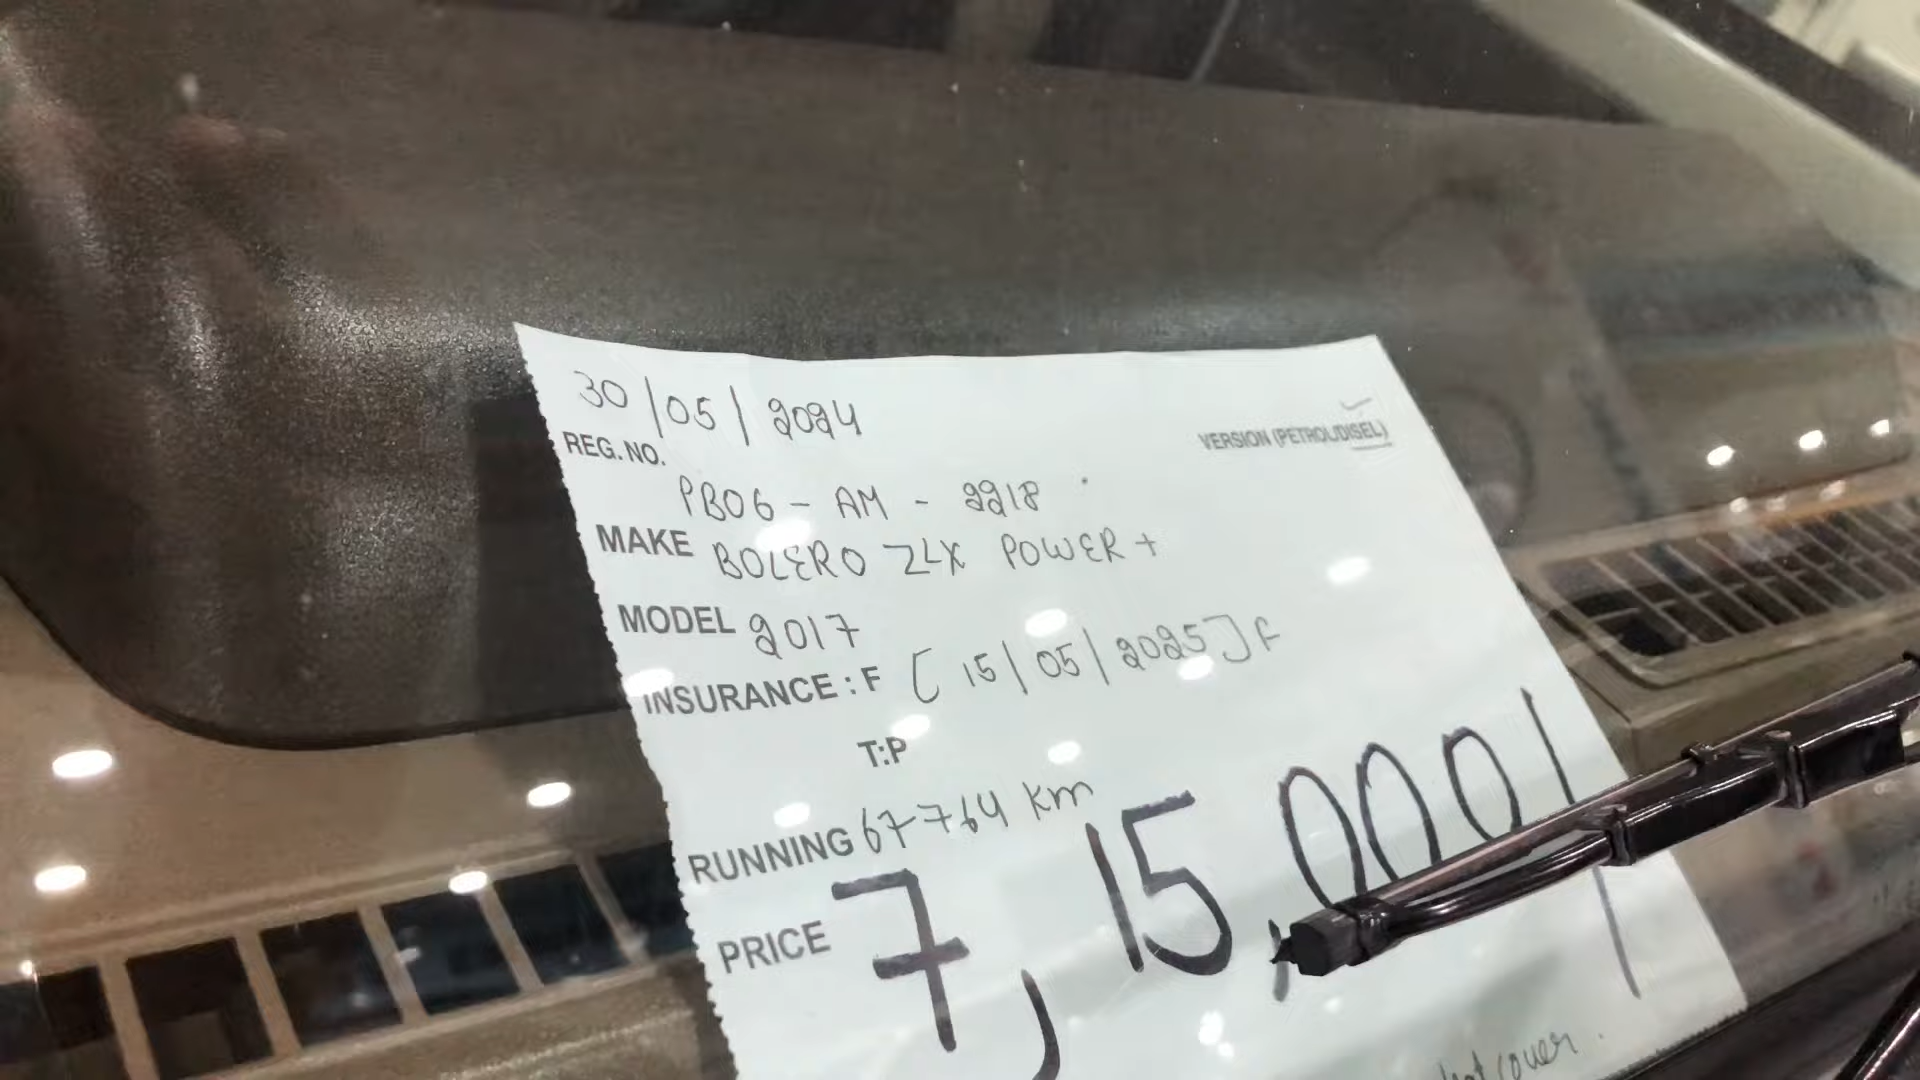 30/05/2024
REG. NO. VERSION (PETROL/DISEL)
PB06 - AM - 2218
MAKE BOLERO ZLX POWER +
MODEL 2017
INSURANCE : F [15/05/2025] F
T:P
RUNNING 67764 Km
PRICE 7,15,000/
cover.